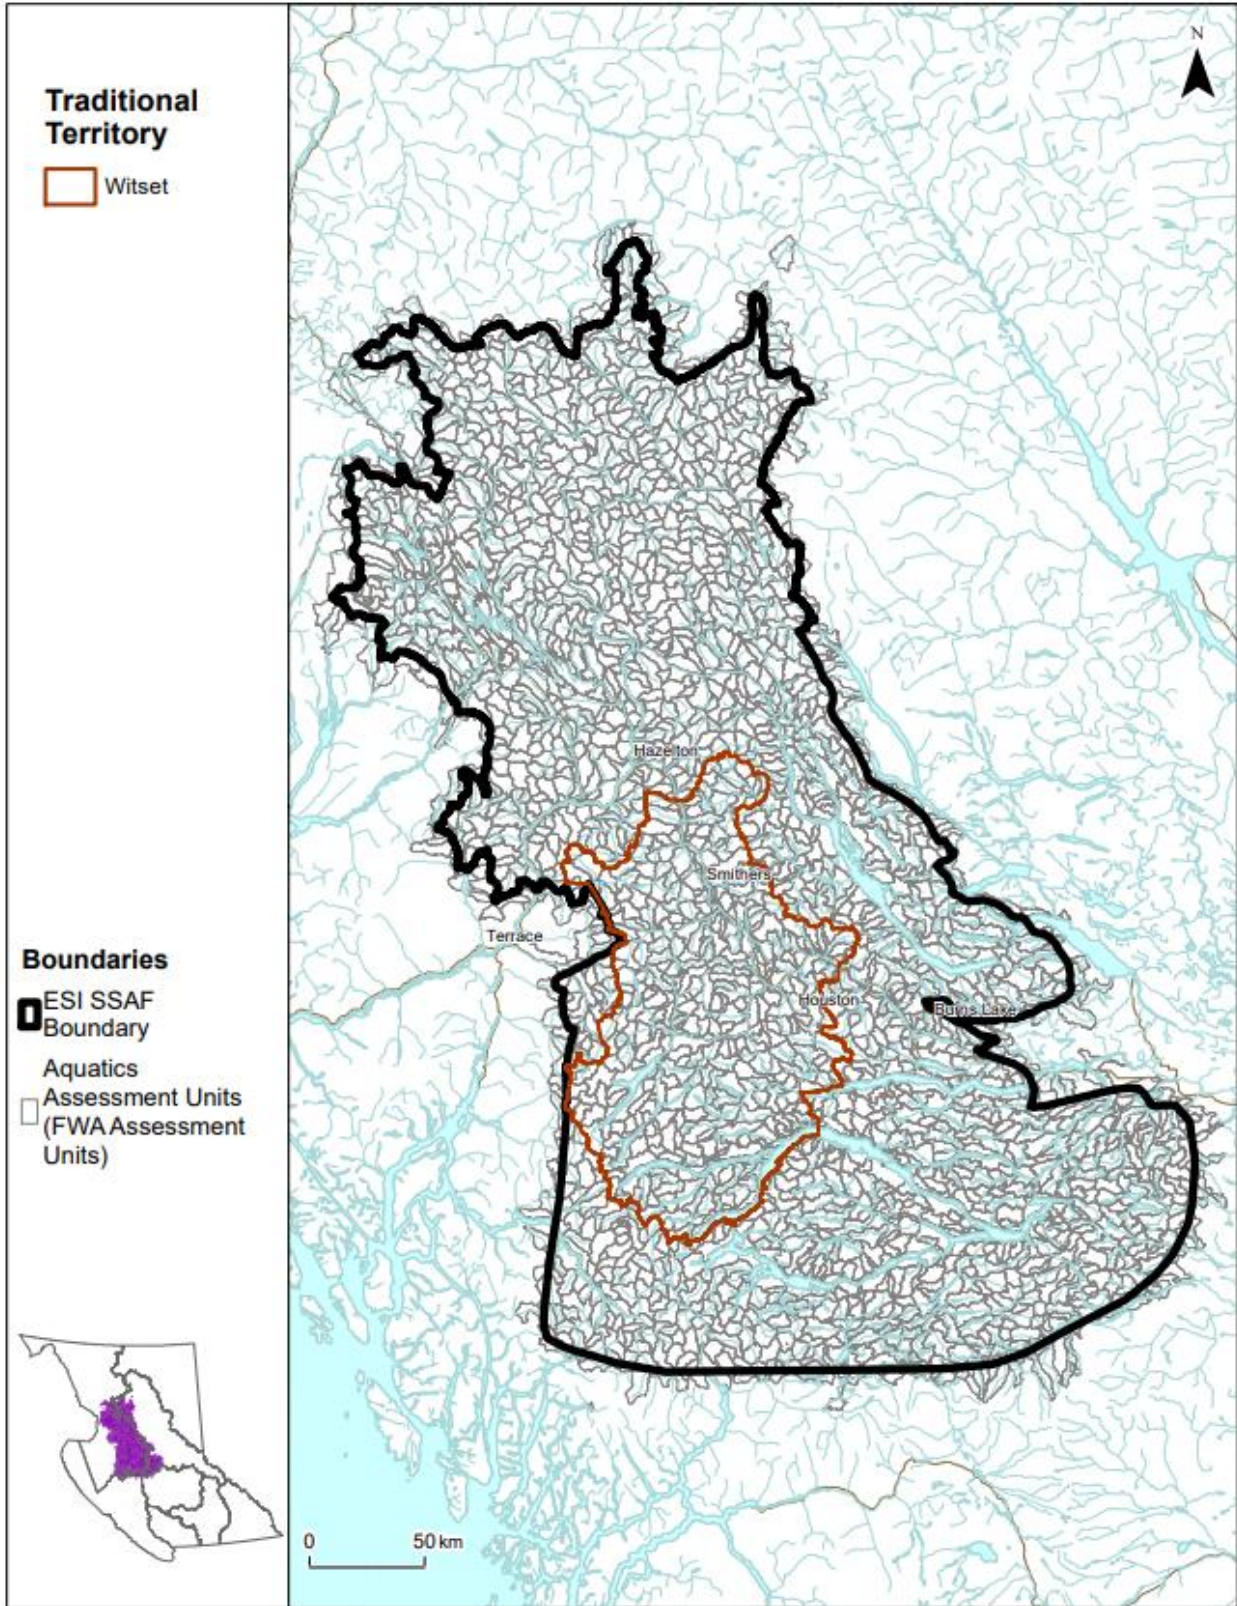 Traditional
Territory
Witset
Boundaries
ESI SSAF
Boundary
Aquatics
Assessment Units
(FWA Assessment
Units)
N
Hazelton
Smithers
Terrace
Houston
Burns Lake
0 50 km